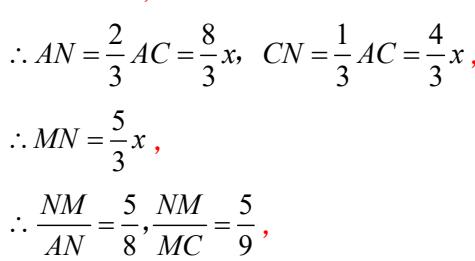 ∴ AN = 2/3 AC = 8/3 x, CN = 1/3 AC = 4/3 x,
∴ MN = 5/3 x,
∴ NM/AN = 5/8, NM/MC = 5/9,